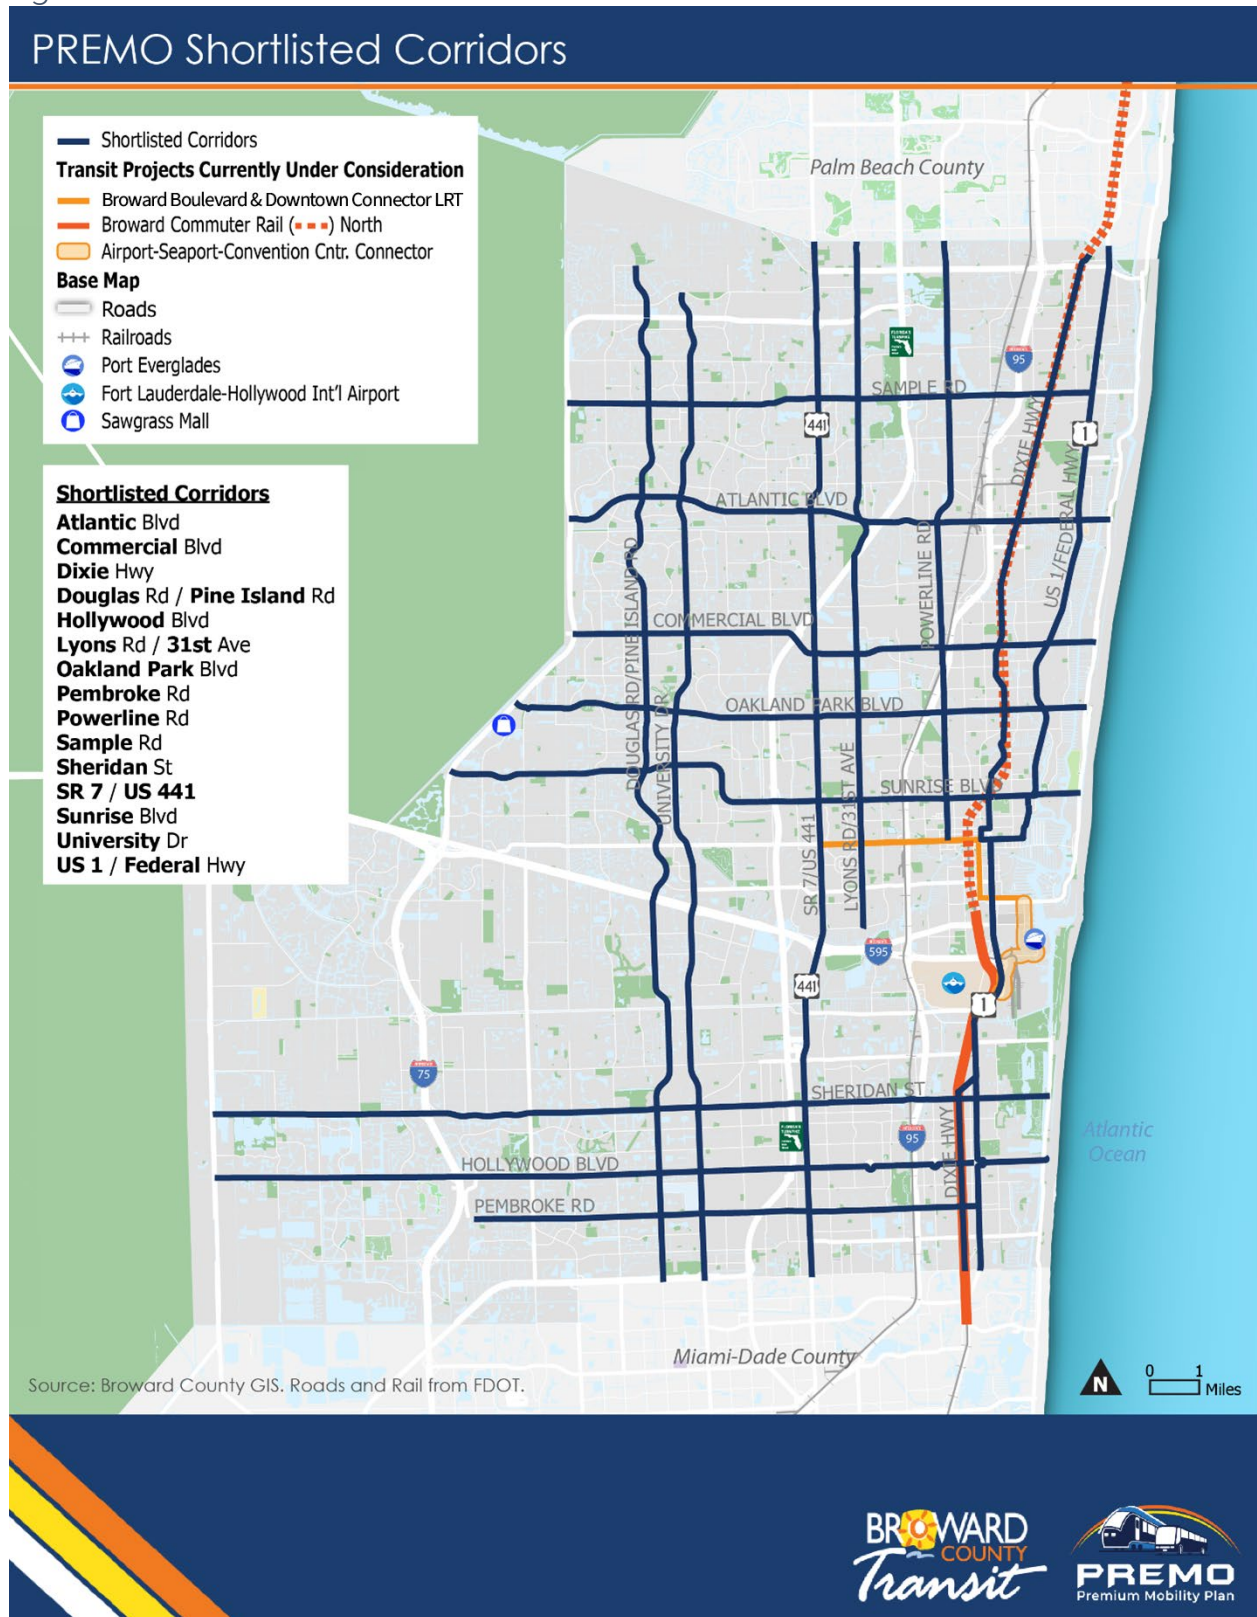 PREMO Shortlisted Corridors
Shortlisted Corridors
Transit Projects Currently Under Consideration
Broward Boulevard & Downtown Connector LRT
Broward Commuter Rail ( ) North
Airport-Seaport-Convention Cntr. Connector
Base Map
Roads
Railroads
Port Everglades
Fort Lauderdale-Hollywood Int'l Airport
Sawgrass Mall
Shortlisted Corridors
Atlantic Blvd
Commercial Blvd
Dixie Hwy
Douglas Rd / Pine Island Rd
Hollywood Blvd
Lyons Rd / 31st Ave
Oakland Park Blvd
Pembroke Rd
Powerline Rd
Sample Rd
Sheridan St
SR 7 / US 441
Sunrise Blvd
University Dr
US 1 / Federal Hwy
Palm Beach County
95
SAMPLE RD
441
1
DIXIE HWY
ATLANTIC BLVD
US 1/FEDERAL HWY
POWERLINE RD
DOUGLAS RD/PINE ISLAND RD
COMMERCIAL BLVD
UNIVERSITY DR
OAKLAND PARK BLVD
SUNRISE BLVD
SR 7/US 441
LYONS RD/31ST AVE
595
441
1
75
SHERIDAN ST
95
DIXIE HWY
Atlantic
Ocean
HOLLYWOOD BLVD
PEMBROKE RD
Miami-Dade County
Source: Broward County GIS. Roads and Rail from FDOT.
N
0 1
Miles
BROWARD
COUNTY
Transit
PREMO
Premium Mobility Plan